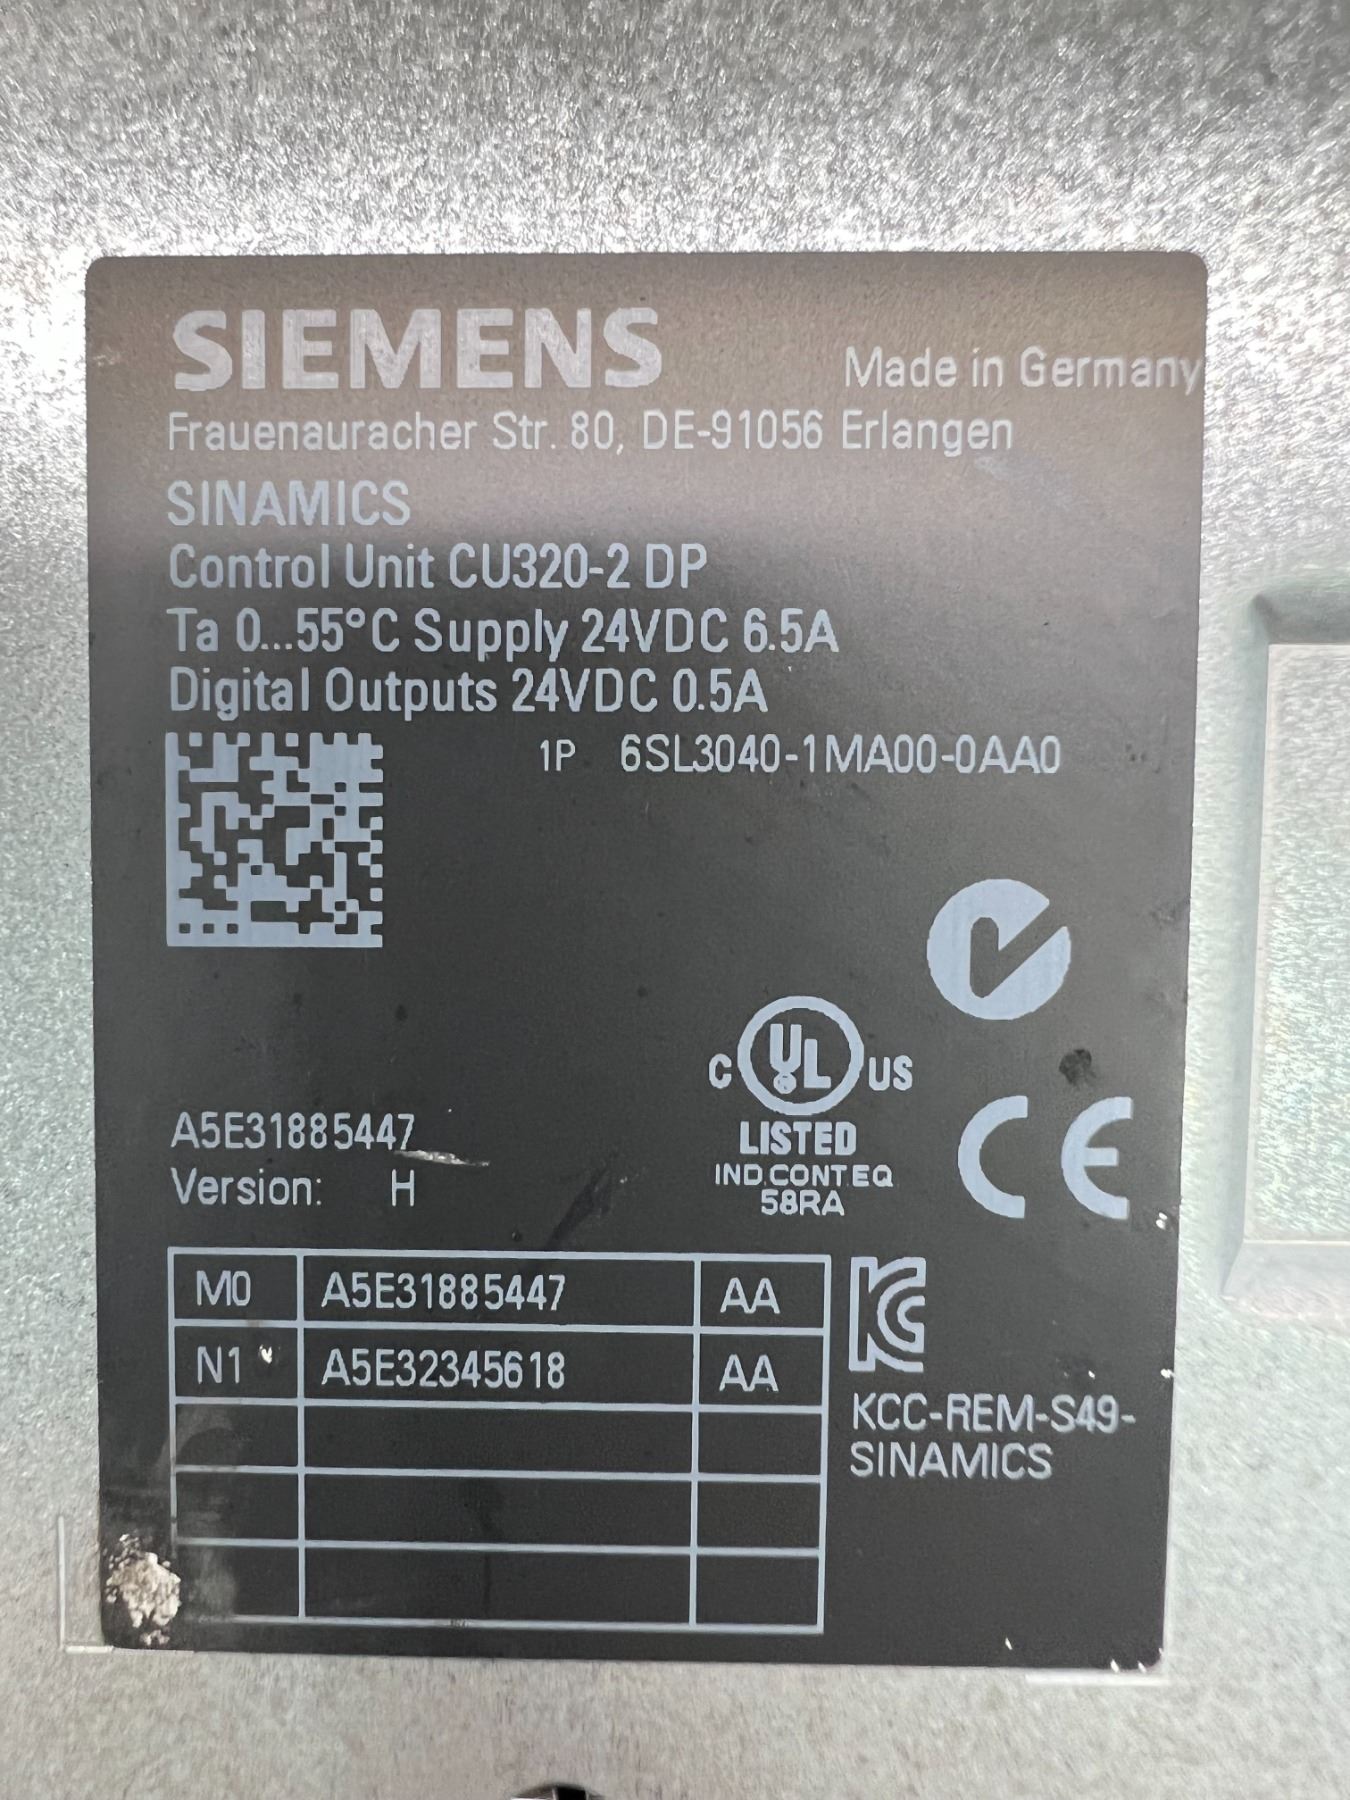 SIEMENS
Made in Germany
Frauenauracher Str. 80, DE-91056 Erlangen
SINAMICS
Control Unit CU320-2 DP
Ta 0...55°C Supply 24VDC 6.5A
Digital Outputs 24VDC 0.5A
1P 6SL3040-1MA00-0AA0
C UL US
LISTED
IND.CONT.EQ
58RA
CE
A5E31885447
Version: H
M0 A5E31885447 AA
N1 A5E32345618 AA
KC
KCC-REM-S49-
SINAMICS